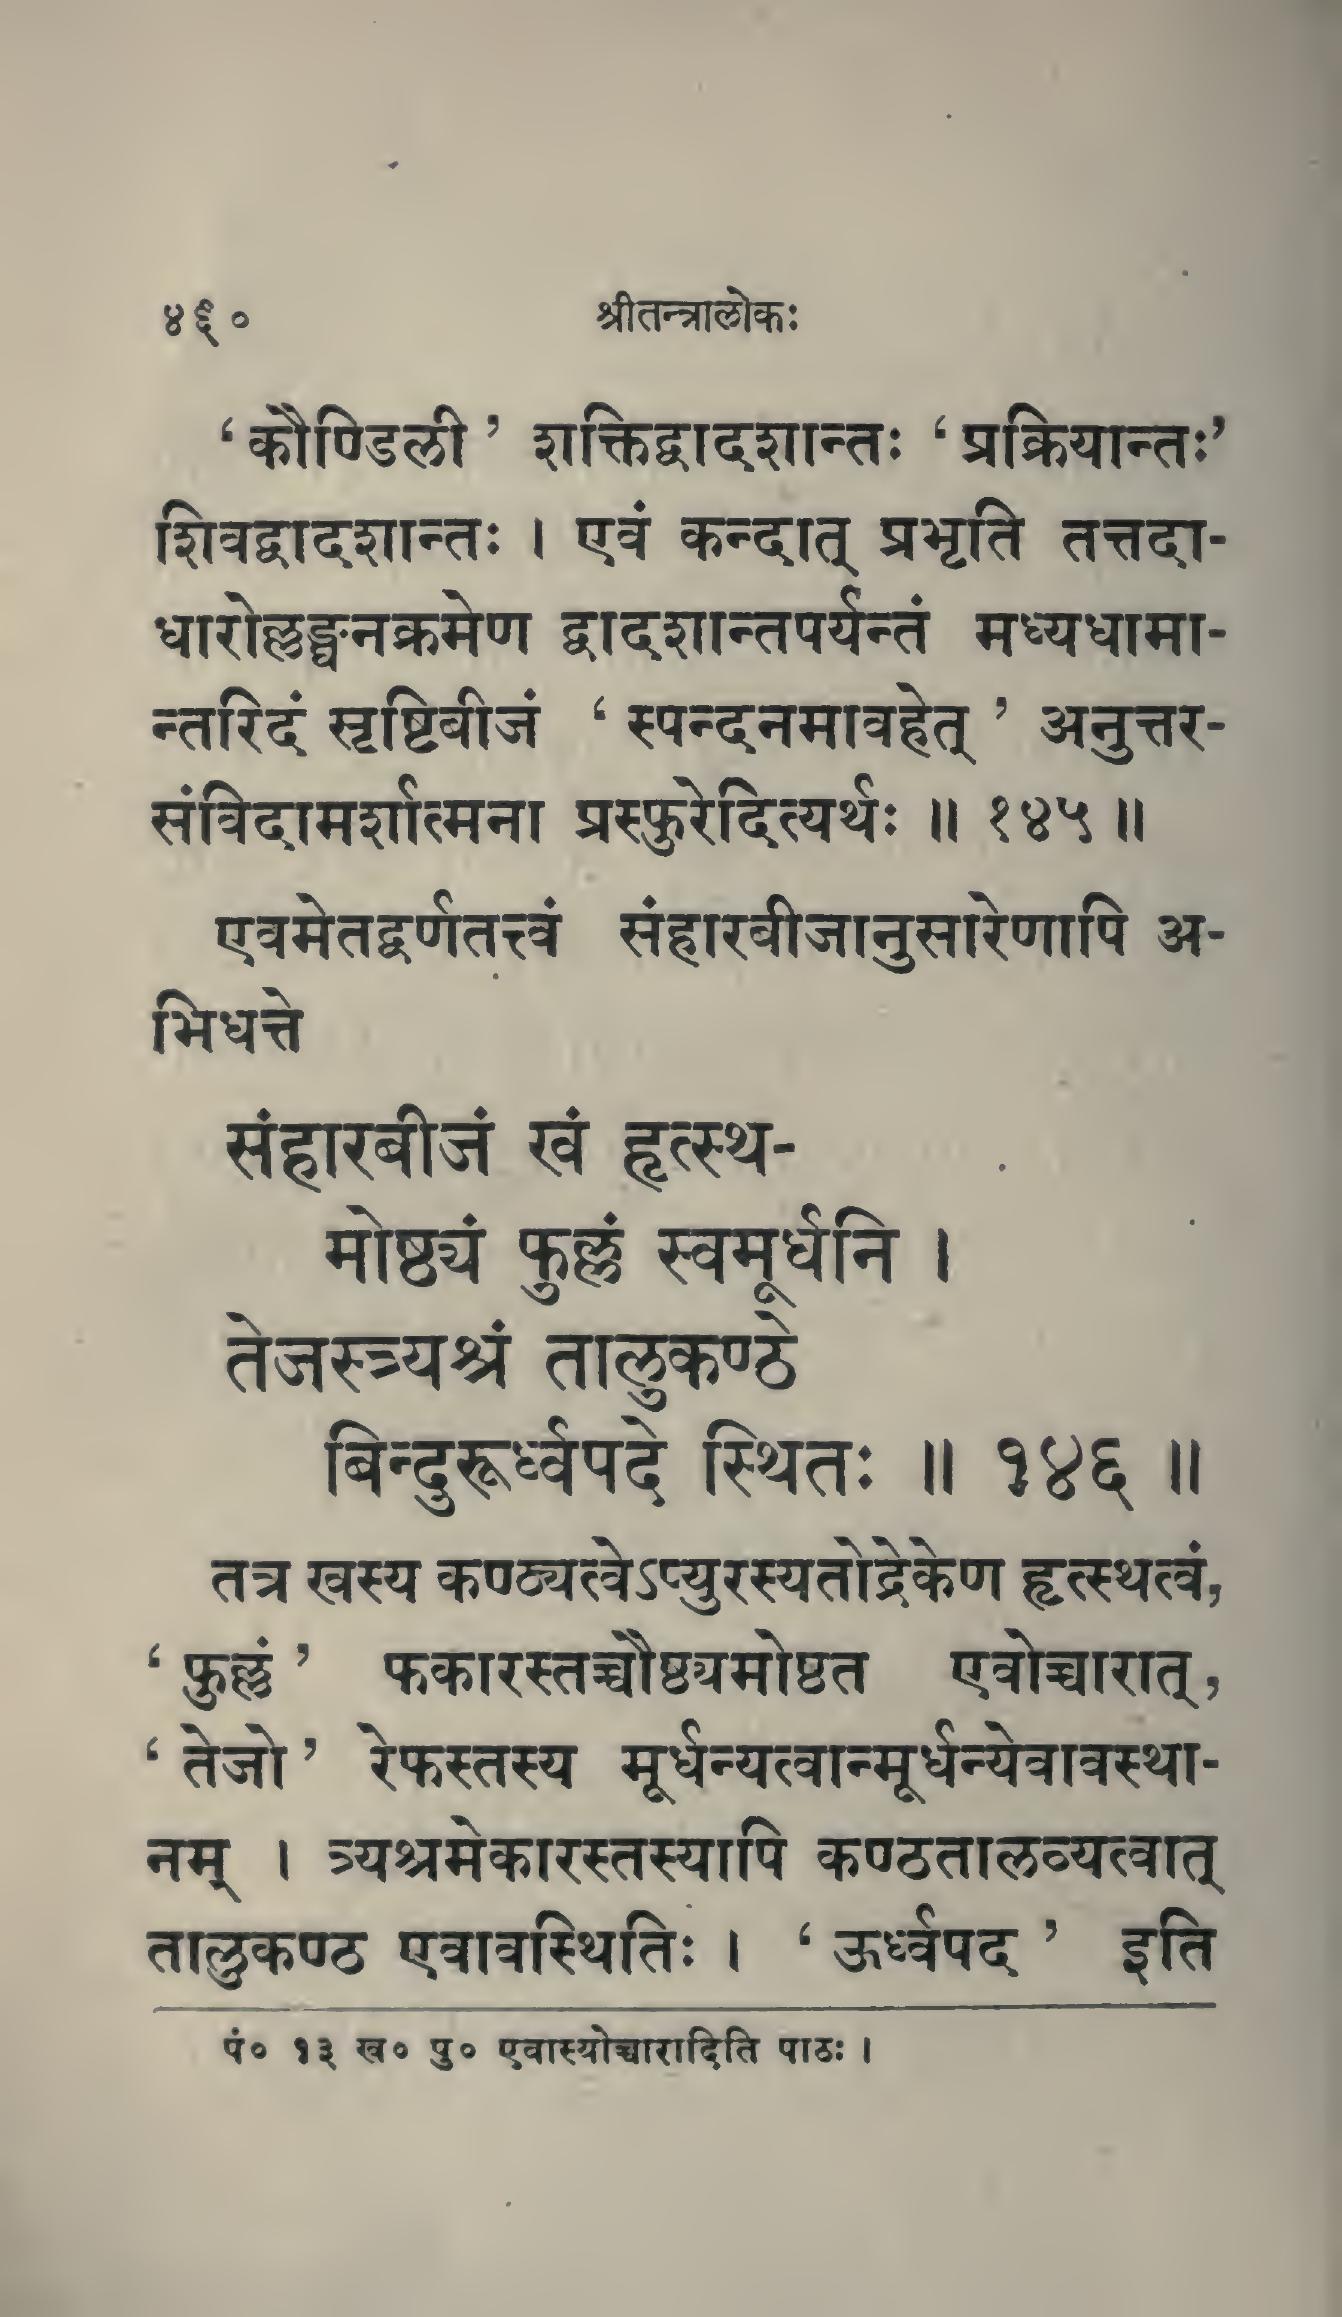 ४६०
श्रीतन्त्रालोकः
‘कौण्डिली’ शक्तिद्वादशान्तः ‘प्रक्रियान्तः’
शिवद्वादशान्तः । एवं कन्दात् प्रभृति तत्तदा-
धारोल्लङ्घनक्रमेण द्वादशान्तपर्यन्तं मध्यधामा-
न्तरिदं सृष्टिबीजं ‘स्पन्दनमावहेत्’ अनुत्तर-
संविदामर्शात्मना प्रस्फुरेदित्यर्थः ॥ १४५ ॥
एवमेतद्वर्णतत्त्वं संहारबीजानुसारेणापि अ-
भिधत्ते
संहारबीजं खं हृत्स्थ-
मोष्ठ्यं फुल्लं स्वमूर्धनि ।
तेजस्त्र्यश्रं तालुकण्ठे
बिन्दुरूर्ध्वपदे स्थितः ॥ १४६ ॥
तत्र खस्य कण्ठ्यत्वेऽप्युरस्यतोद्रेकेण हृत्स्थत्वं,
‘फुल्लं’ फकारस्तच्चौष्ठ्यमोष्ठत एवोच्चारात्,
‘तेजो’ रेफस्तस्य मूर्धन्यत्वान्मूर्धन्येवावस्था-
नम् । त्र्यश्रमेकारस्तस्यापि कण्ठतालव्यत्वात्
तालुकण्ठ एवावस्थितिः । ‘ऊर्ध्वपद’ इति
पं० १३ ख० पु० एवास्योच्चारादिति पाठः ।